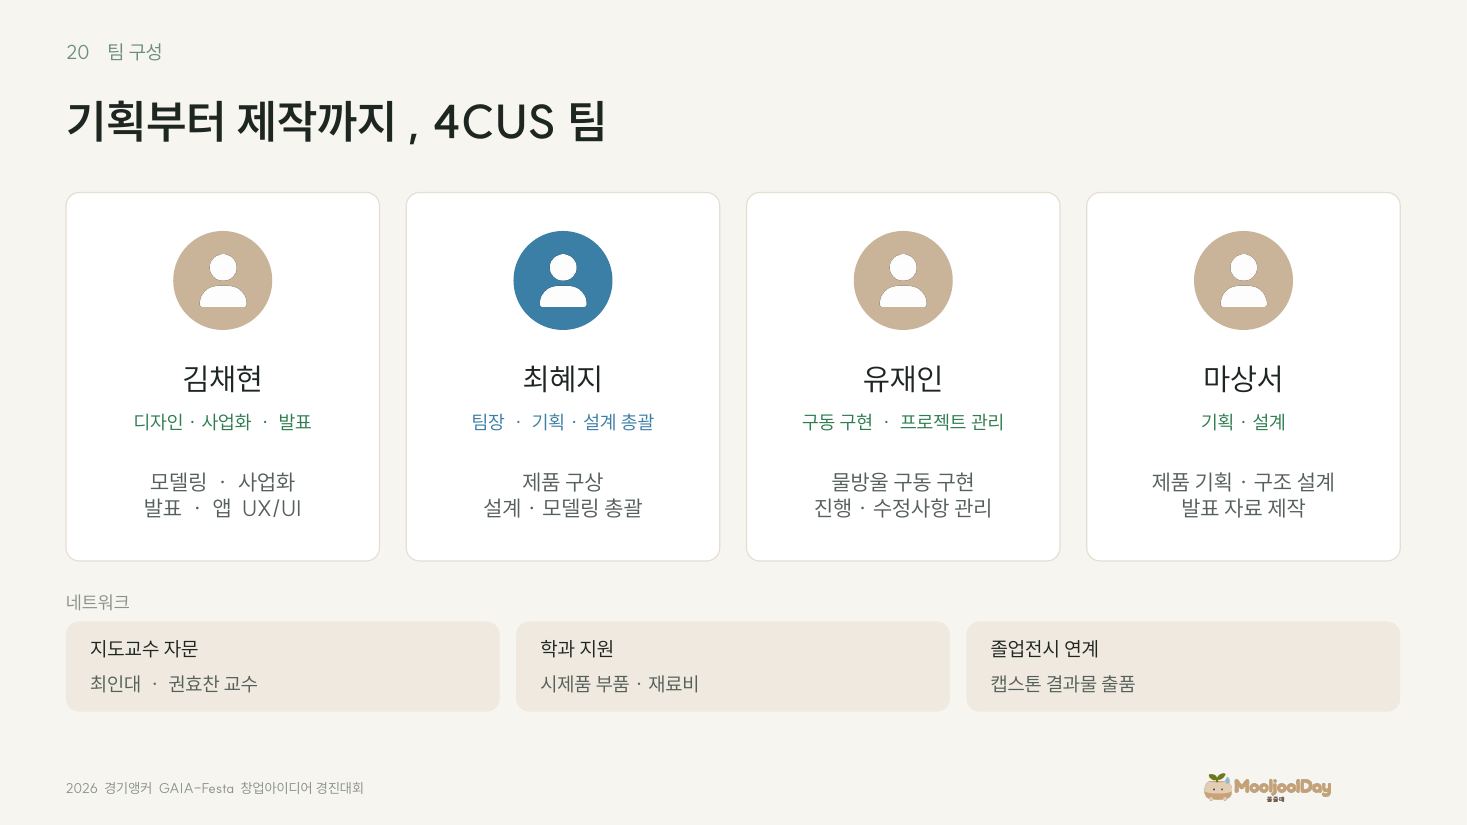 20 팀 구성
기획부터 제작까지 , 4CUS 팀
김채현
디자인 · 사업화 · 발표
모델링 · 사업화
발표 · 앱 UX/UI
최혜지
팀장 · 기획 · 설계 총괄
제품 구상
설계 · 모델링 총괄
유재인
구동 구현 · 프로젝트 관리
물방울 구동 구현
진행 · 수정사항 관리
마상서
기획 · 설계
제품 기획 · 구조 설계
발표 자료 제작
네트워크
지도교수 자문
최인대 · 권효찬 교수
학과 지원
시제품 부품 · 재료비
졸업전시 연계
캡스톤 결과물 출품
2026 경기앵커 GAIA-Festa 창업아이디어 경진대회
MooljoolDay